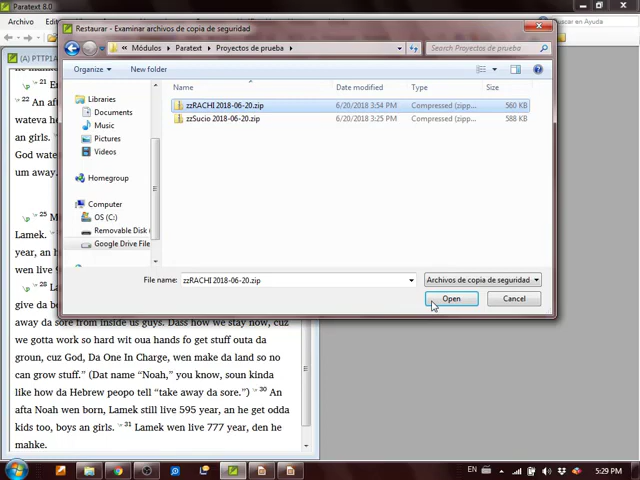 Paratext 8.0
Archivo
scribe una búsqueda en Ayuda
Restaurar - Examinar archivos de copia de seguridad
Módulos ▸ Paratext ▸ Proyectos de prueba ▸
Search Proyectos de prueba
Organize
New folder
Name
Date modified
Type
Size
zzRACHI 2018-06-20.zip
6/20/2018 3:54 PM
Compressed (zipp...
560 KB
zzSucio 2018-06-20.zip
6/20/2018 3:25 PM
Compressed (zipp...
588 KB
Libraries
Documents
Music
Pictures
Videos
Homegroup
Computer
OS (C:)
Removable Disk
Google Drive File
File name:
zzRACHI 2018-06-20.zip
Archivos de copia de seguridad
Open
Cancel
(A) PTTP1A
\p 21
22 An afta
wateva he
an girls.
God wate
um away.
\p 25
Lamek.
year, an h
wen live
\p 28
give da b
away da sore from inside us guys. Dass how we stay now, cuz
we gotta work so hard wit oua hands fo get stuff outa da
groun, cuz God, Da One In Charge, wen make da land so no
can grow stuff.” (Dat name “Noah,” you know, soun kinda
like how da Hebrew peopo tell “take away da sore.”) 30 An
afta Noah wen born, Lamek still live 595 year, an he get odda
kids too, boys an girls. 31 Lamek wen live 777 year, den he
mahke.
EN
5:29 PM